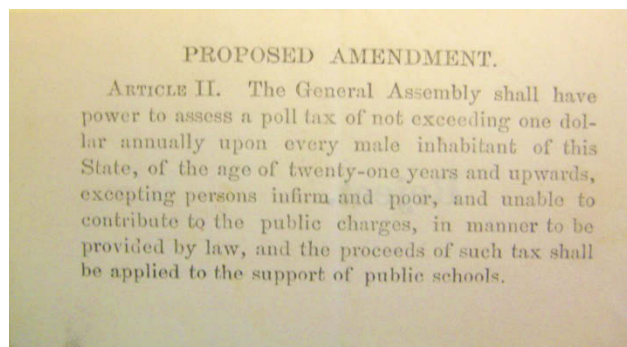 PROPOSED AMENDMENT.
ARTICLE II. The General Assembly shall have
power to assess a poll tax of not exceeding one dol-
lar annually upon every male inhabitant of this
State, of the age of twenty-one years and upwards,
excepting persons infirm and poor, and unable to
contribute to the public charges, in manner to be
provided by law, and the proceeds of such tax shall
be applied to the support of public schools.